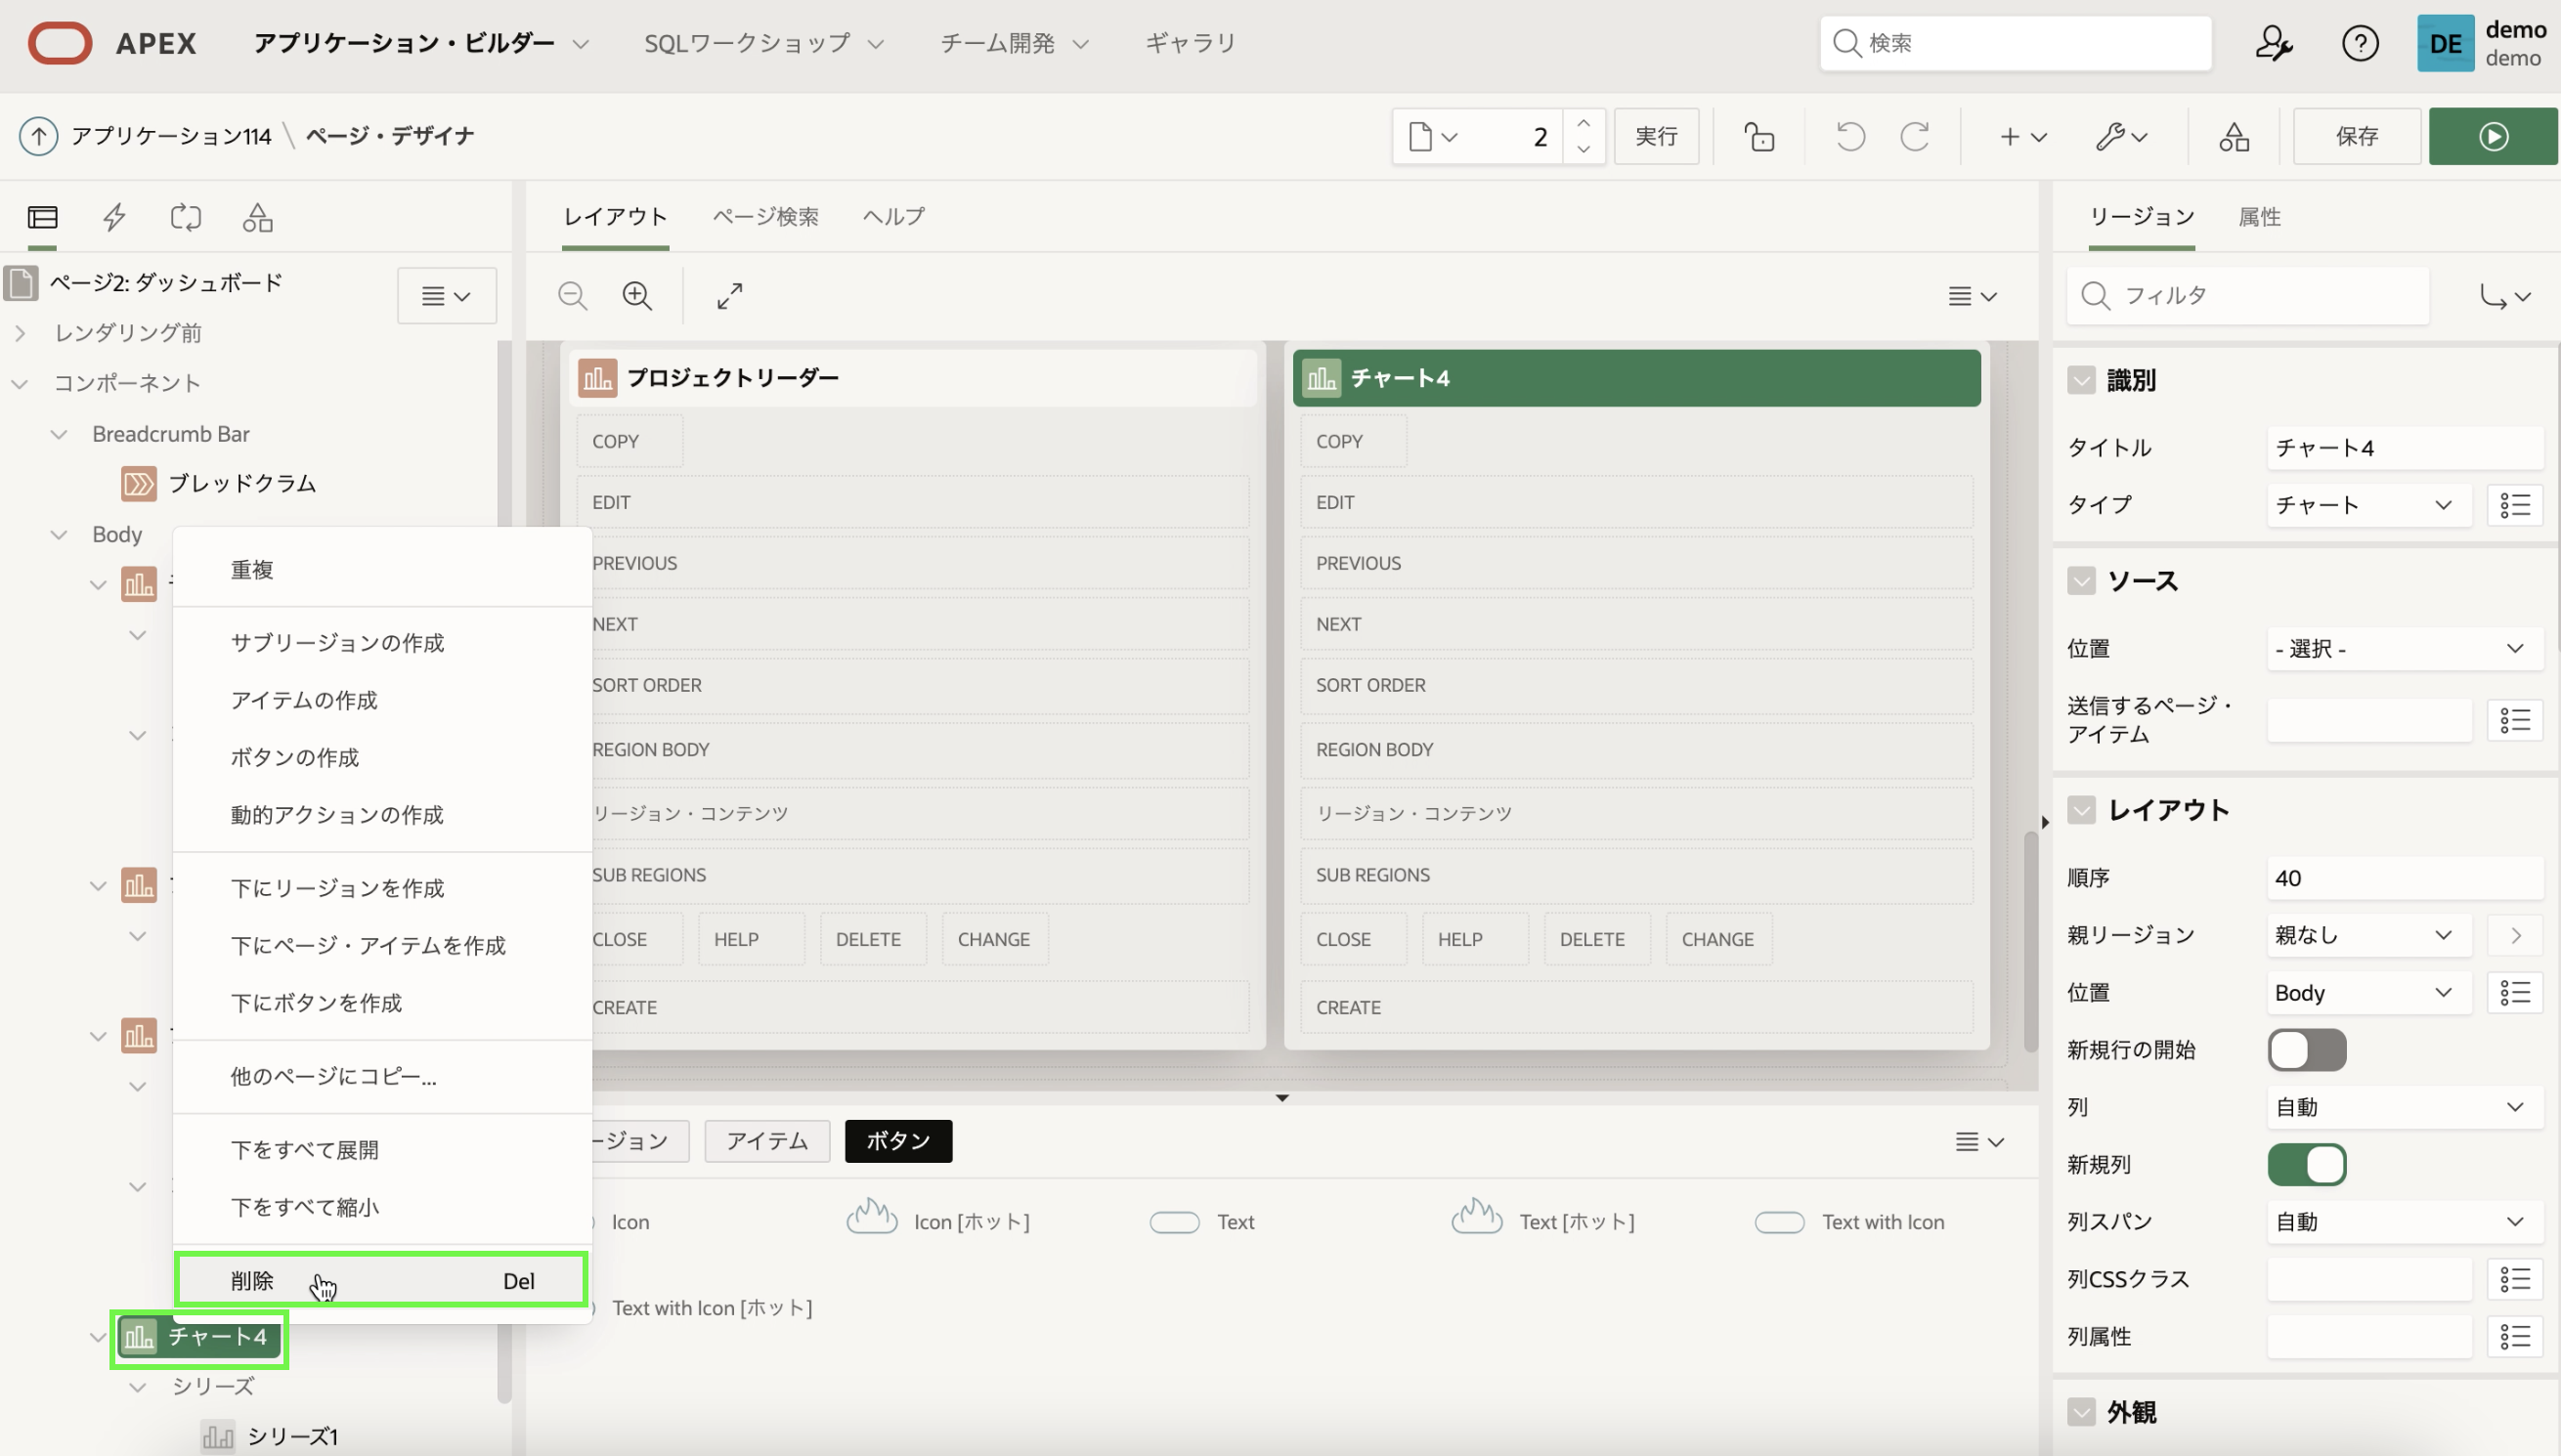 APEX アプリケーション・ビルダー SQLワークショップ チーム開発 ギャラリ 検索 DE demo
demo
アプリケーション114 \ ページ・デザイナ 2 実行 保存
レイアウト ページ検索 ヘルプ
リージョン 属性
ページ2: ダッシュボード
レンダリング前
コンポーネント
Breadcrumb Bar
ブレッドクラム
Body
重複
サブリージョンの作成
アイテムの作成
ボタンの作成
動的アクションの作成
下にリージョンを作成
下にページ・アイテムを作成
下にボタンを作成
他のページにコピー...
下をすべて展開
下をすべて縮小
削除 Del
チャート4
シリーズ
シリーズ1
プロジェクトリーダー
COPY
EDIT
PREVIOUS
NEXT
SORT ORDER
REGION BODY
リージョン・コンテンツ
SUB REGIONS
CLOSE HELP DELETE CHANGE
CREATE
チャート4
COPY
EDIT
PREVIOUS
NEXT
SORT ORDER
REGION BODY
リージョン・コンテンツ
SUB REGIONS
CLOSE HELP DELETE CHANGE
CREATE
ージョン アイテム ボタン
Icon Icon [ホット] Text Text [ホット] Text with Icon
Text with Icon [ホット]
フィルタ
識別
タイトル チャート4
タイプ チャート
ソース
位置 - 選択 -
送信するページ・
アイテム
レイアウト
順序 40
親リージョン 親なし
位置 Body
新規行の開始
列 自動
新規列
列スパン 自動
列CSSクラス
列属性
外観